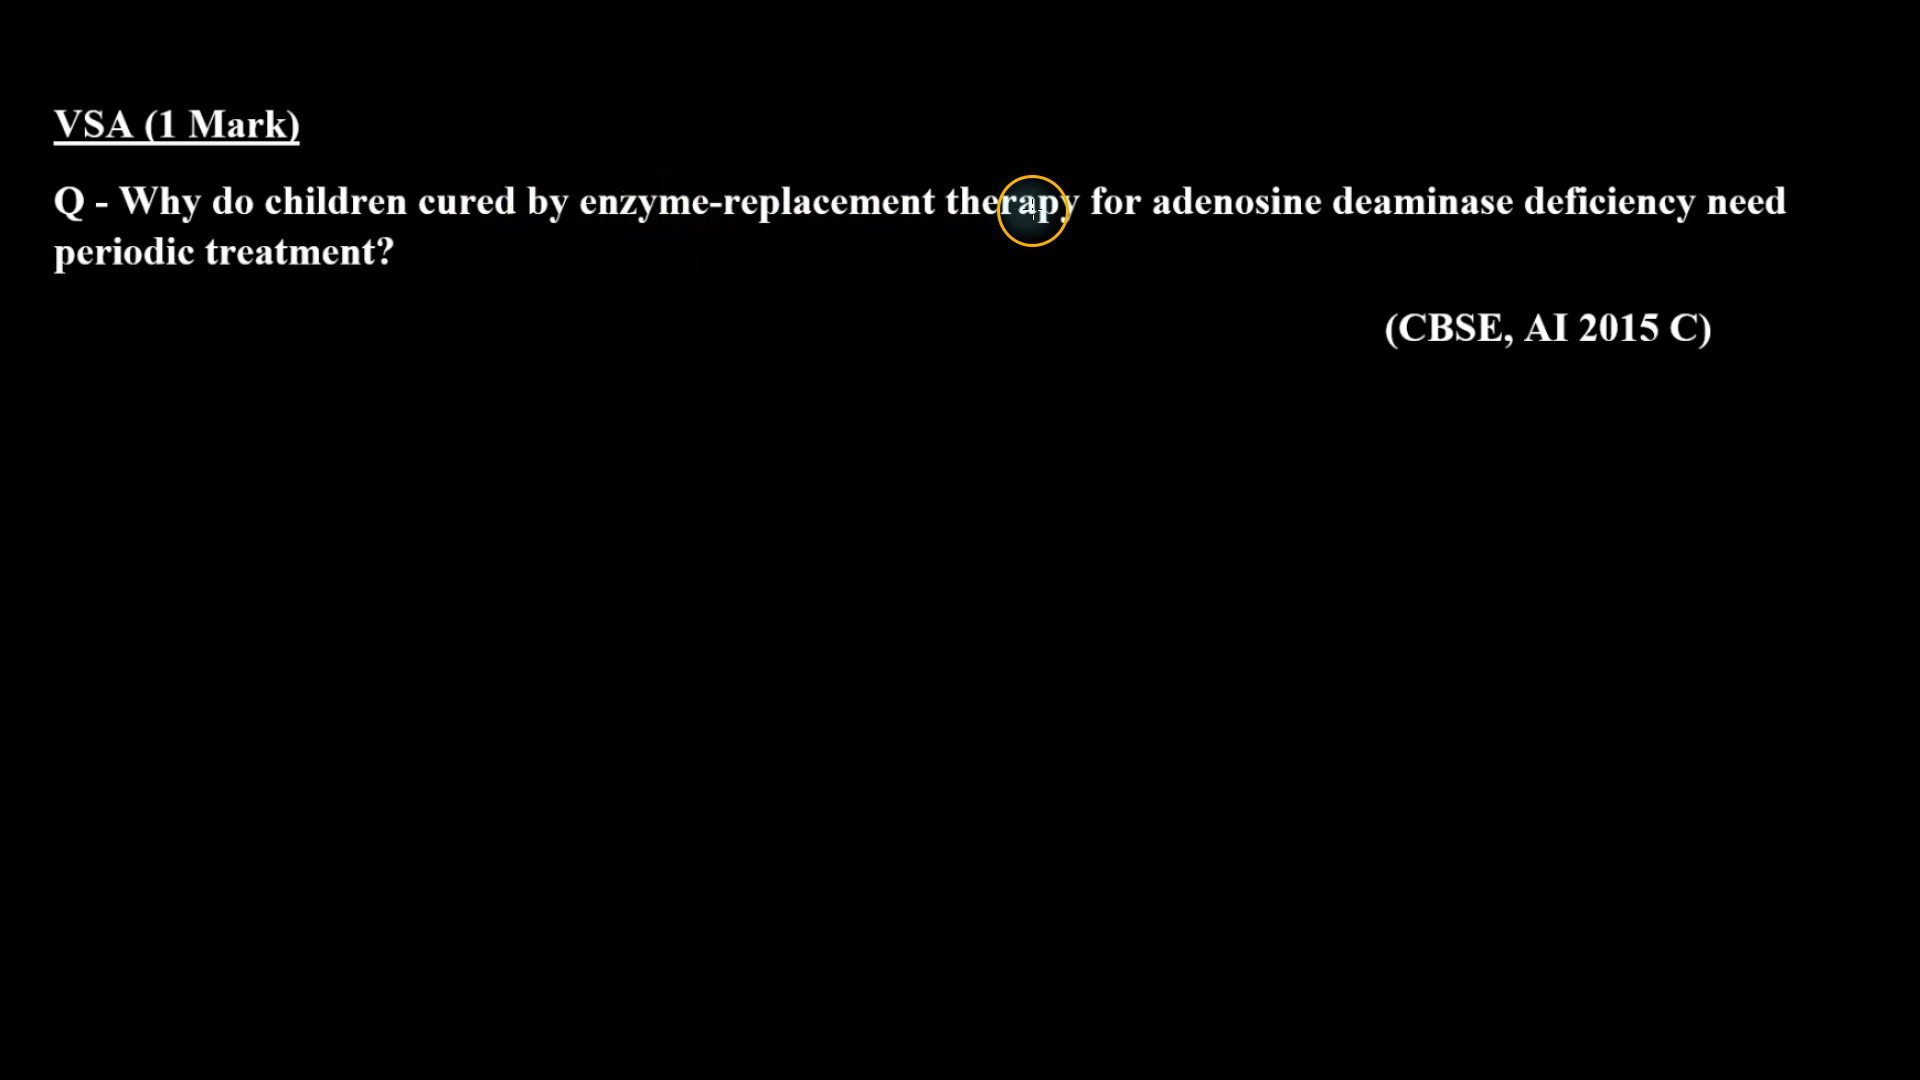 VSA (1 Mark)
Q - Why do children cured by enzyme-replacement therapy for adenosine deaminase deficiency need
periodic treatment?
(CBSE, AI 2015 C)